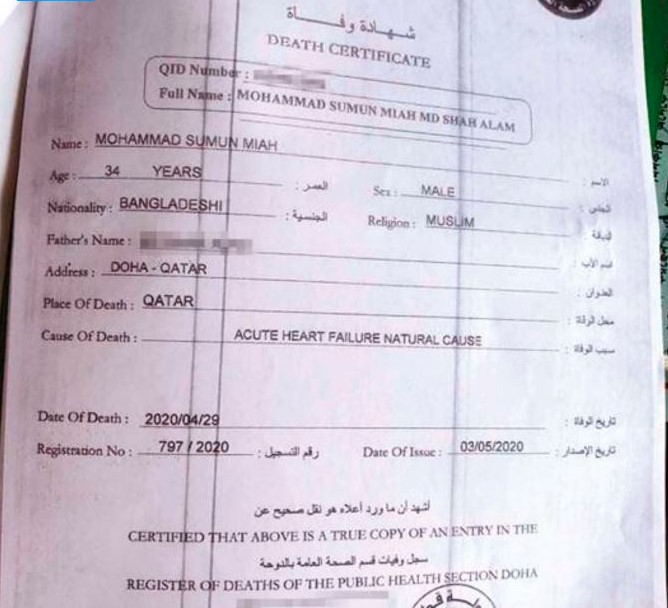 شهادة وفاة
DEATH CERTIFICATE
QID Number :
Full Name : MOHAMMAD SUMUN MIAH MD SHAH ALAM
Name : MOHAMMAD SUMUN MIAH الاسم :
Age : 34 YEARS العمر : Sex : MALE الجنس :
Nationality : BANGLADESHI الجنسية : Religion : MUSLIM الديانة :
Father's Name : اسم الأب :
Address : DOHA - QATAR العنوان :
Place Of Death : QATAR محل الوفاة :
Cause Of Death : ACUTE HEART FAILURE NATURAL CAUSE سبب الوفاة :
Date Of Death : 2020/04/29 تاريخ الوفاة :
Registration No : 797 / 2020 رقم التسجيل : Date Of Issue : 03/05/2020 تاريخ الإصدار :
أشهد أن ما ورد أعلاه هو نقل صحيح عن
CERTIFIED THAT ABOVE IS A TRUE COPY OF AN ENTRY IN THE
سجل وفيات قسم الصحة العامة بالدوحة
REGISTER OF DEATHS OF THE PUBLIC HEALTH SECTION DOHA